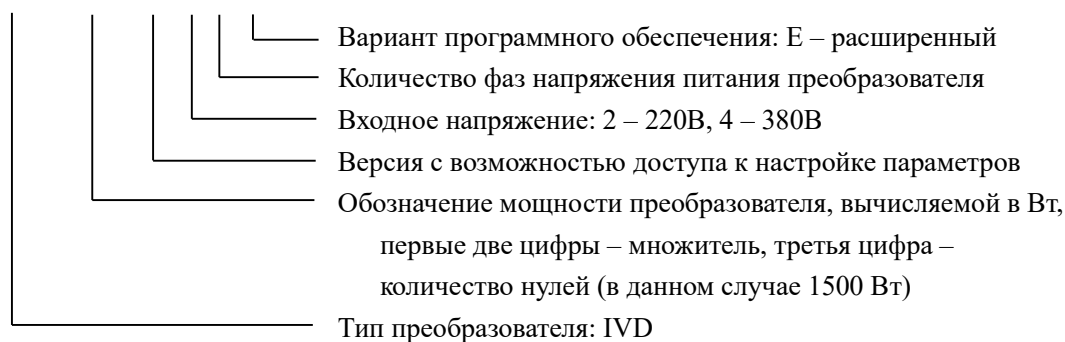 Вариант программного обеспечения: Е – расширенный
Количество фаз напряжения питания преобразователя
Входное напряжение: 2 – 220В, 4 – 380В
Версия с возможностью доступа к настройке параметров
Обозначение мощности преобразователя, вычисляемой в Вт,
первые две цифры – множитель, третья цифра –
количество нулей (в данном случае 1500 Вт)
Тип преобразователя: IVD